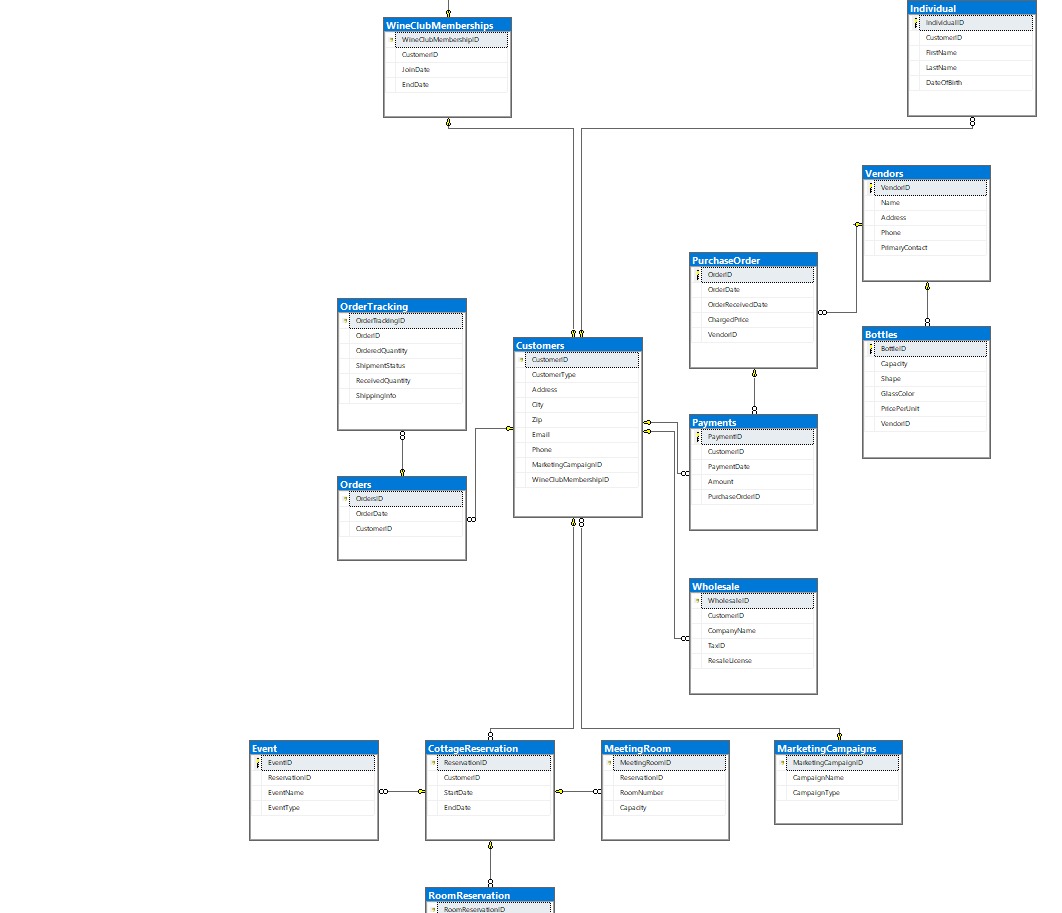 WineClubMemberships
WineClubMembershipID
CustomerID
JoinDate
EndDate
Individual
IndividualID
CustomerID
FirstName
LastName
DateOfBirth
Vendors
VendorID
Name
Address
Phone
PrimaryContact
PurchaseOrder
OrderID
OrderDate
OrderReceivedDate
ChargedPrice
VendorID
OrderTracking
OrderTrackingID
OrderID
OrderedQuantity
ShipmentStatus
ReceivedQuantity
ShippingInfo
Customers
CustomerID
CustomerType
Address
City
Zip
Email
Phone
MarketingCampaignID
WineClubMembershipID
Bottles
BottleID
Capacity
Shape
GlassColor
PricePerUnit
VendorID
Payments
PaymentID
CustomerID
PaymentDate
Amount
PurchaseOrderID
Orders
OrdersID
OrderDate
CustomerID
Wholesale
WholesaleID
CustomerID
CompanyName
TaxID
ResaleLicense
Event
EventID
ReservationID
EventName
EventType
CottageReservation
ReservationID
CustomerID
StartDate
EndDate
MeetingRoom
MeetingRoomID
ReservationID
RoomNumber
Capacity
MarketingCampaigns
MarketingCampaignID
CampaignName
CampaignType
RoomReservation
RoomReservationID